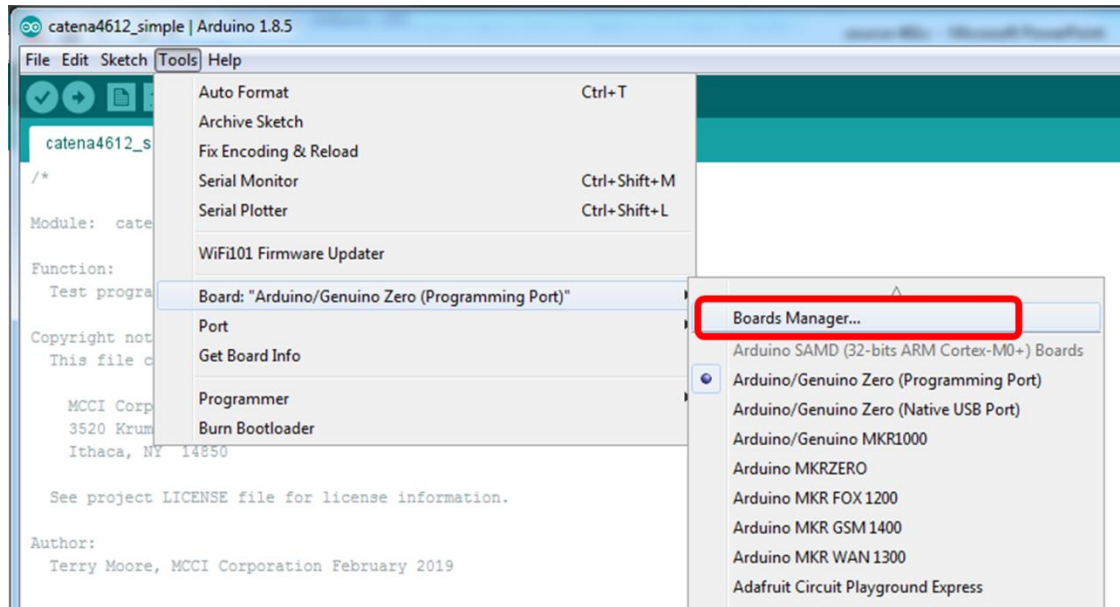 catena4612_simple | Arduino 1.8.5
File Edit Sketch Tools Help
Auto Format Ctrl+T
Archive Sketch
catena4612_s
Fix Encoding & Reload
/*
Serial Monitor Ctrl+Shift+M
Serial Plotter Ctrl+Shift+L
Module: cate
WiFi101 Firmware Updater
Function:
Test progra
Board: "Arduino/Genuino Zero (Programming Port)"
Port
Boards Manager...
Copyright not
This file c
Get Board Info
Arduino SAMD (32-bits ARM Cortex-M0+) Boards
Arduino/Genuino Zero (Programming Port)
MCCI Corp
Programmer
Arduino/Genuino Zero (Native USB Port)
3520 Krum
Burn Bootloader
Arduino/Genuino MKR1000
Ithaca, NY 14850
Arduino MKRZERO
See project LICENSE file for license information.
Arduino MKR FOX 1200
Arduino MKR GSM 1400
Author:
Arduino MKR WAN 1300
Terry Moore, MCCI Corporation February 2019
Adafruit Circuit Playground Express